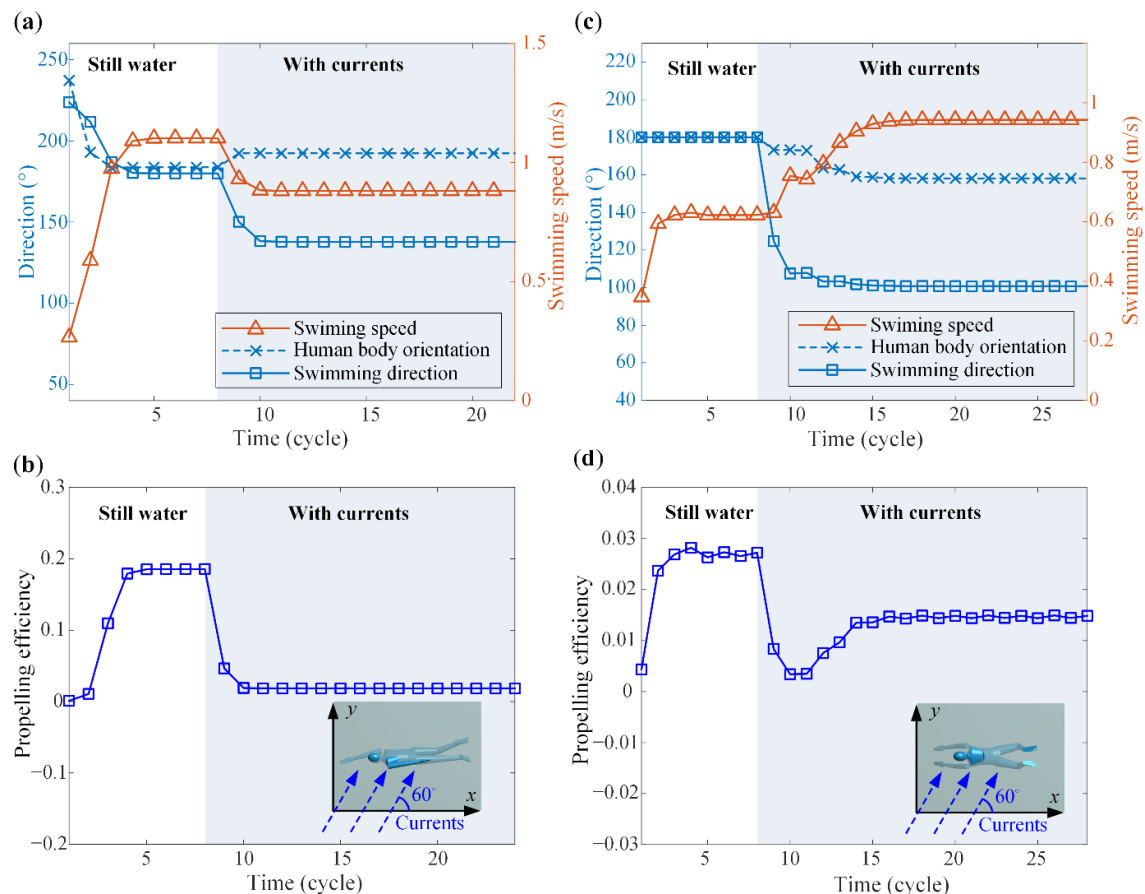 (a)
Still water
With currents
250
200
150
100
50
Direction (°)
1.5
1
0.5
0
Swimming speed (m/s)
Swiming speed
Human body orientation
Swimming direction
5
10
15
20
Time (cycle)
(c)
Still water
With currents
220
200
180
160
140
120
100
80
60
40
Direction (°)
1
0.8
0.6
0.4
0.2
0
Swimming speed (m/s)
Swiming speed
Human body orientation
Swimming direction
5
10
15
20
25
Time (cycle)
(b)
Still water
With currents
0.3
0.2
0.1
0
−0.1
−0.2
Propelling efficiency
y
x
60°
Currents
5
10
15
20
Time (cycle)
(d)
Still water
With currents
0.04
0.03
0.02
0.01
0
−0.01
−0.02
−0.03
Propelling efficiency
y
x
60°
Currents
5
10
15
20
25
Time (cycle)